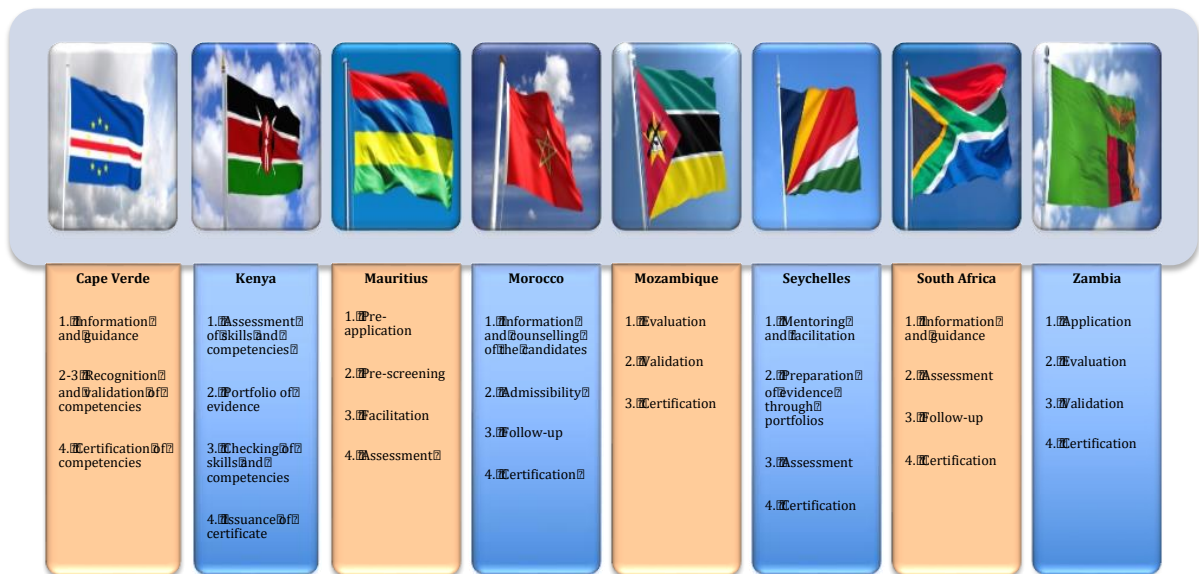 Cape Verde
1. Information
and guidance
2-3 Recognition
and validation of
competencies
4. Certification of
competencies
Kenya
1. Assessment
of skills and
competencies
2. Portfolio of
evidence
3. Checking of
skills and
competencies
4. Issuance of
certificate
Mauritius
1. Pre-
application
2. Pre-screening
3. Facilitation
4. Assessment
Morocco
1. Information
and counselling
of the candidates
2. Admissibility
3. Follow-up
4. Certification
Mozambique
1. Evaluation
2. Validation
3. Certification
Seychelles
1. Mentoring
and facilitation
2. Preparation
of evidence
through
portfolios
3. Assessment
4. Certification
South Africa
1. Information
and guidance
2. Assessment
3. Follow-up
4. Certification
Zambia
1. Application
2. Evaluation
3. Validation
4. Certification